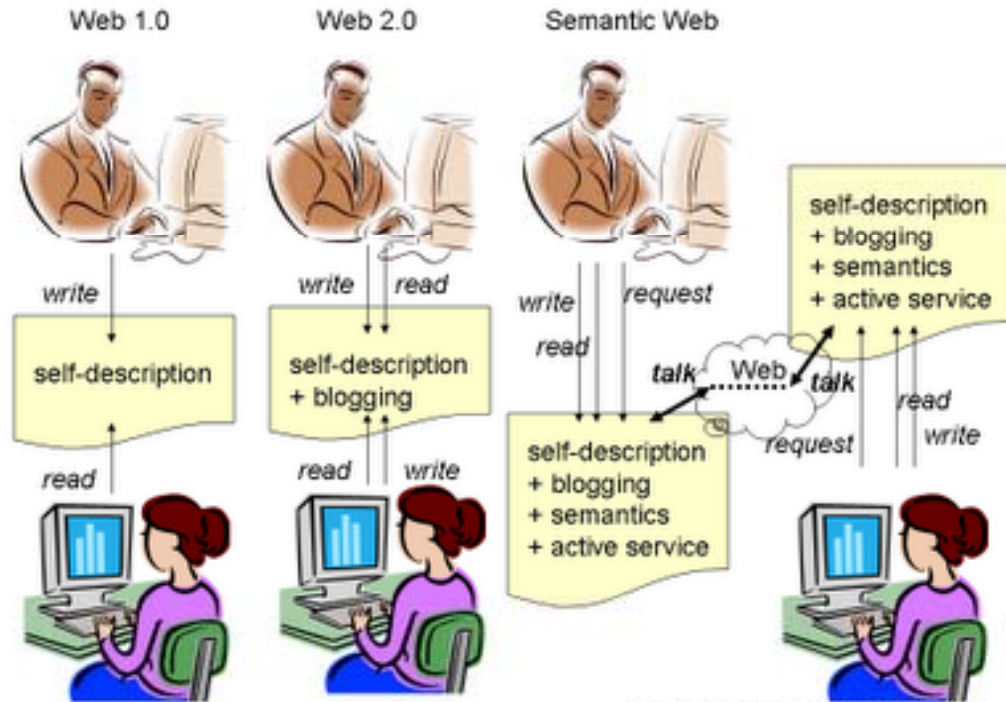 Web 1.0
Web 2.0
Semantic Web
write
self-description
read
write
read
self-description
+ blogging
read
write
write
request
read
self-description
+ blogging
+ semantics
+ active service
talk
Web
talk
self-description
+ blogging
+ semantics
+ active service
request
read
write